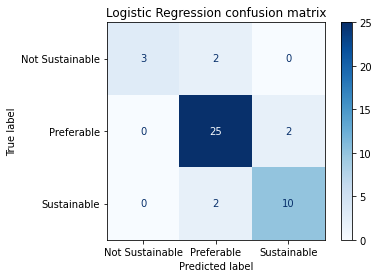 Logistic Regression confusion matrix
True label
Not Sustainable
Preferable
Sustainable
3 2 0
0 25 2
0 2 10
Not Sustainable Preferable Sustainable
Predicted label
25
20
15
10
5
0